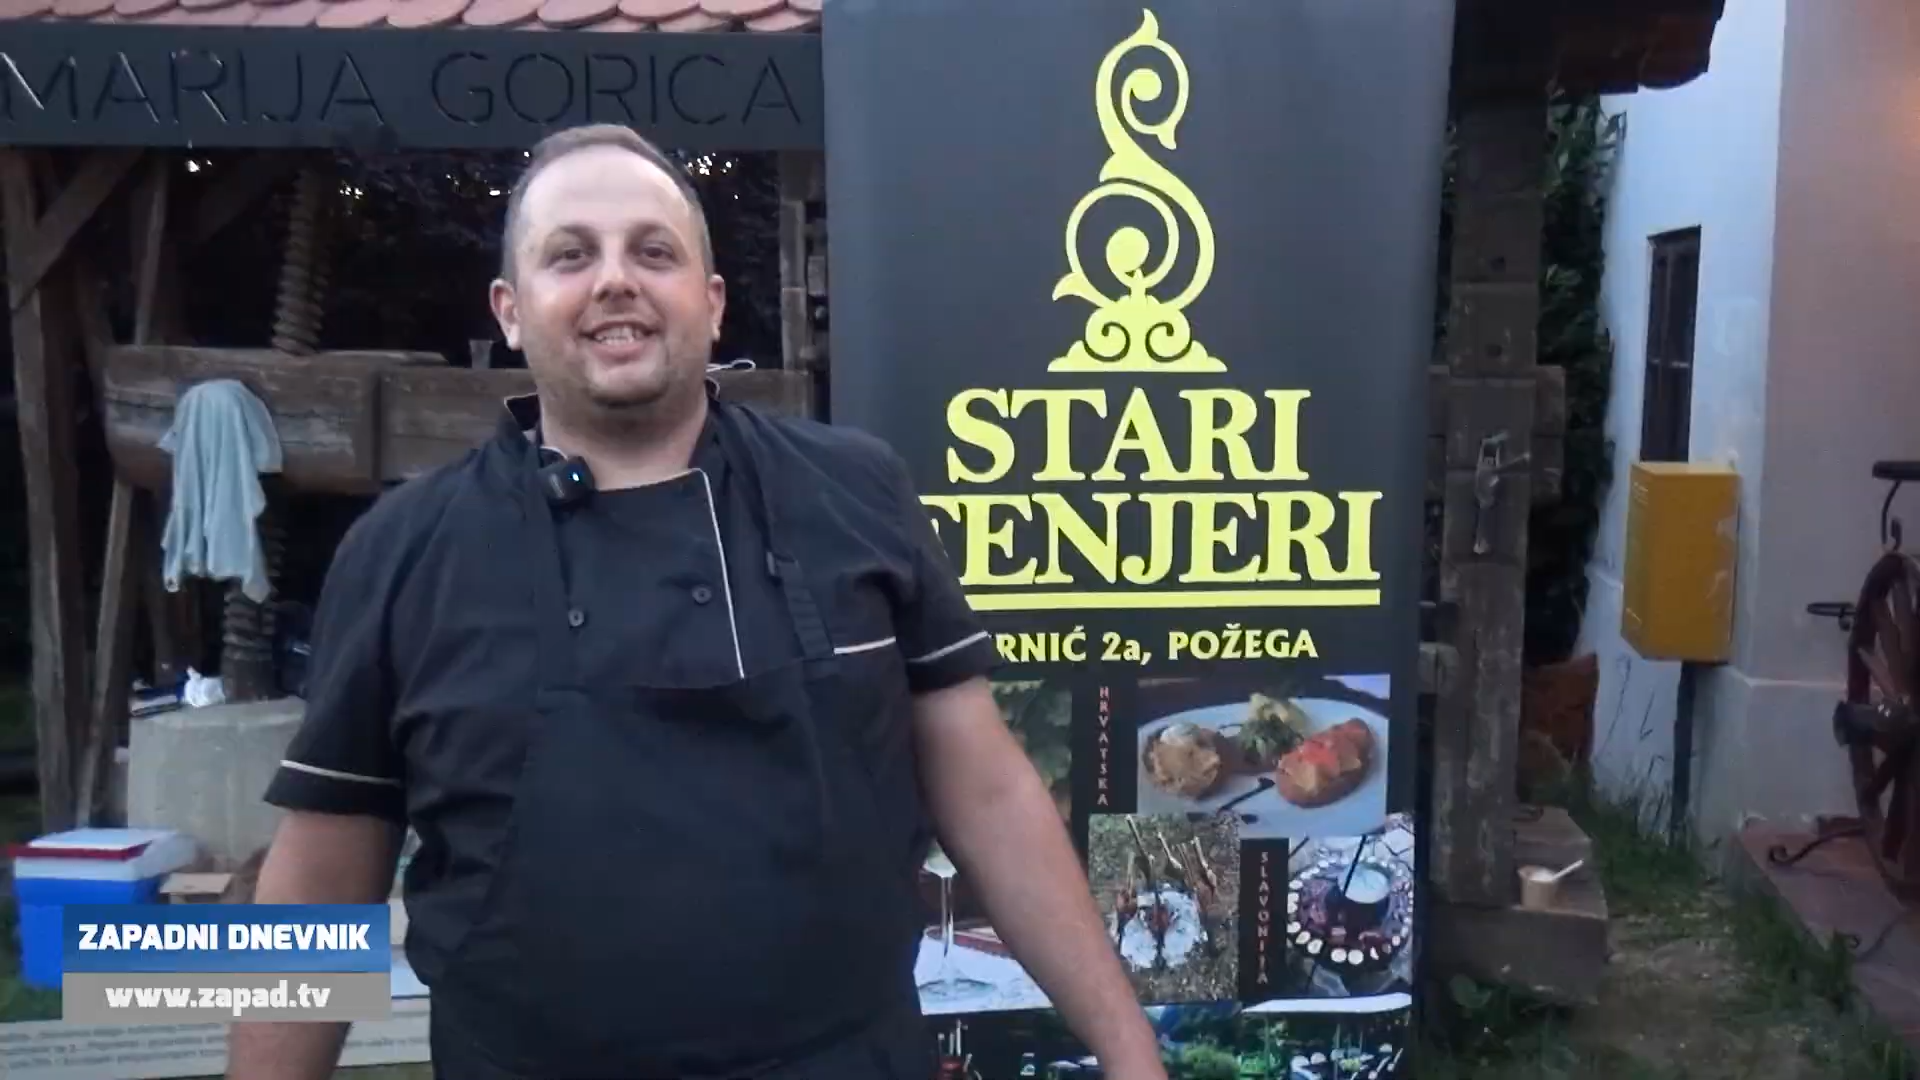 MARIJA GORICA
STARI
FENJERI
RNIĆ 2a, POŽEGA
HRVATSKA
SLAVONIJA
ZAPADNI DNEVNIK
www.zapad.tv